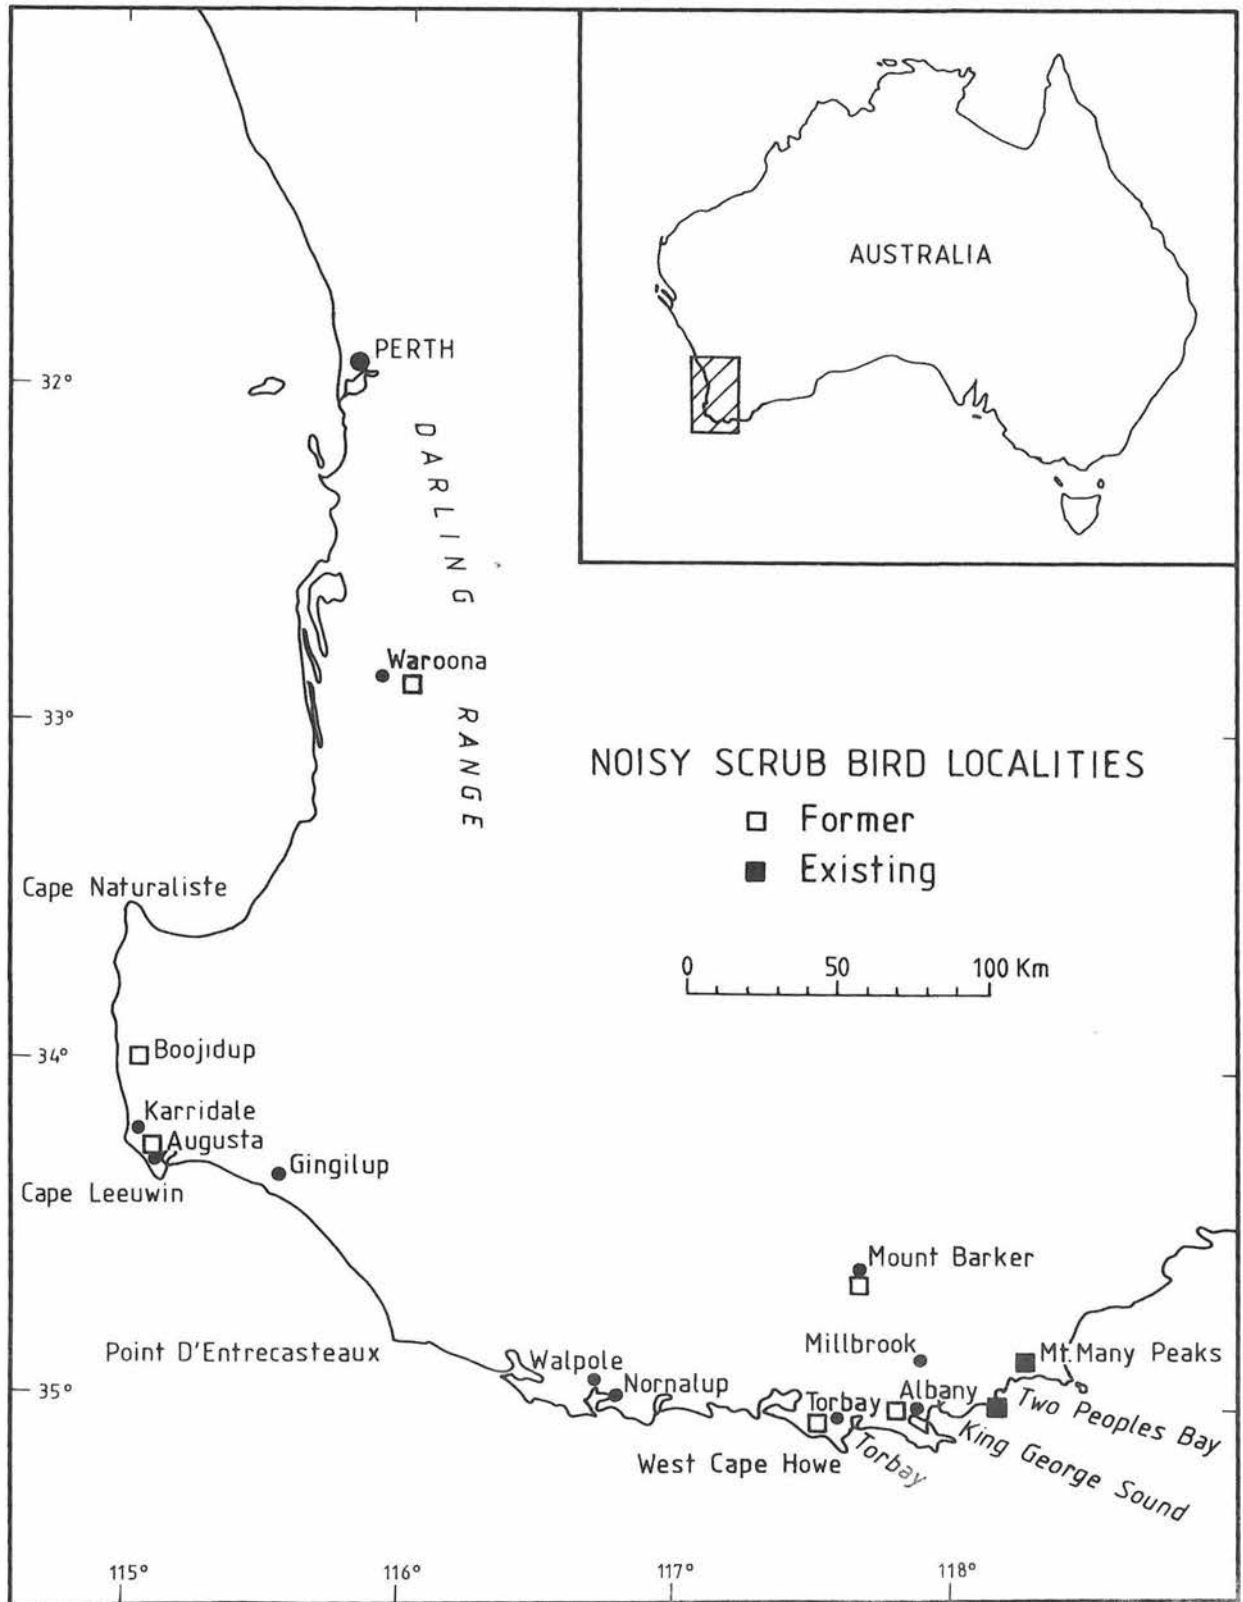 AUSTRALIA
PERTH
32°
DARLING RANGE
Waroona
33°
NOISY SCRUB BIRD LOCALITIES
Former
Existing
Cape Naturaliste
0 50 100 Km
34°
Boojidup
Karridale
Augusta
Gingilup
Cape Leeuwin
Mount Barker
Point D'Entrecasteaux
Millbrook
Mt. Many Peaks
Walpole
35°
Nornalup
Torbay
Albany
Two Peoples Bay
King George Sound
West Cape Howe
Torbay
115° 116° 117° 118°